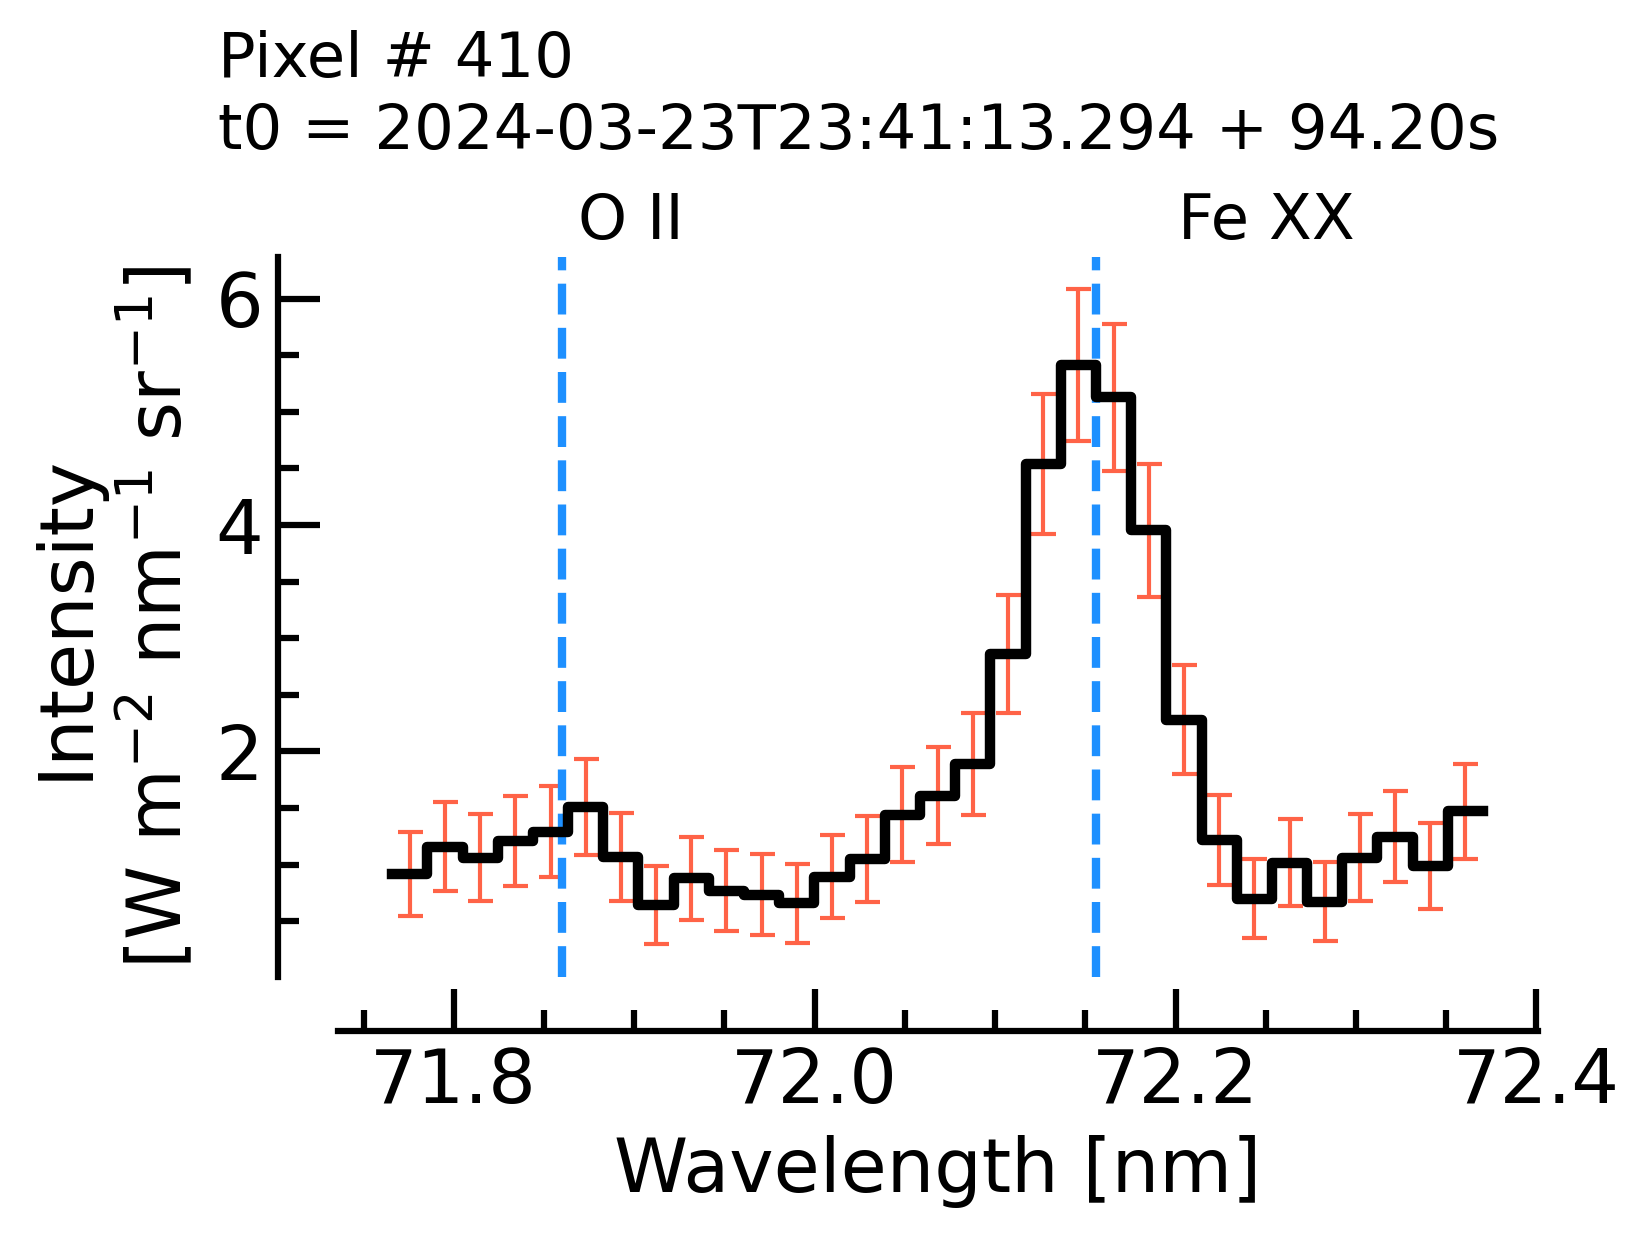 Pixel # 410
t0 = 2024-03-23T23:41:13.294 + 94.20s
O II
Fe XX
Intensity
[W m⁻² nm⁻¹ sr⁻¹]
6
4
2
71.8 72.0 72.2 72.4
Wavelength [nm]